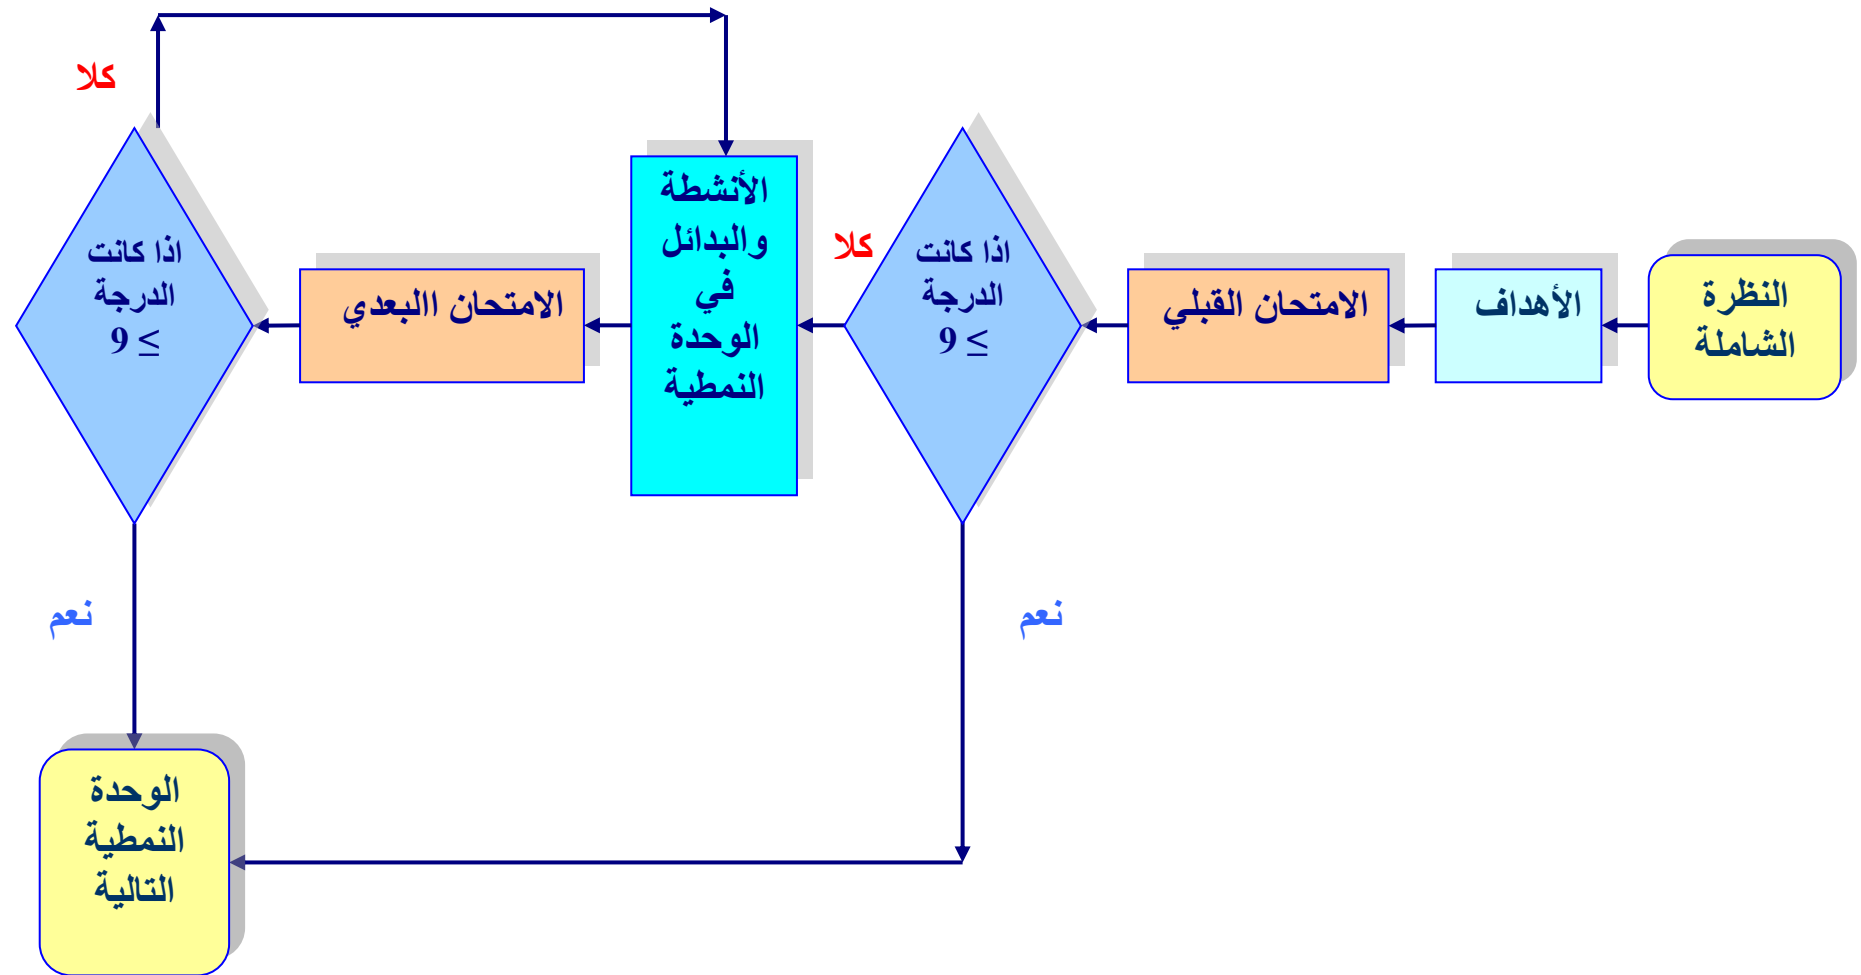 النظرة
الشاملة
الأهداف
الامتحان القبلي
اذا كانت
الدرجة
≥ 9
كلا
نعم
الأنشطة
والبدائل
في
الوحدة
النمطية
الامتحان االبعدي
اذا كانت
الدرجة
≥ 9
كلا
نعم
الوحدة
النمطية
التالية